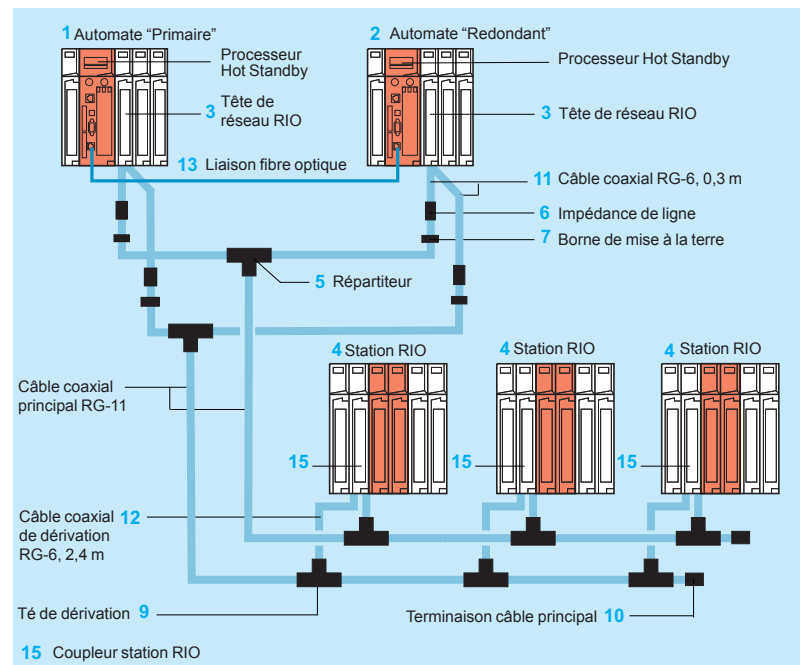 1 Automate “Primaire”
2 Automate “Redondant”
Processeur
Hot Standby
Processeur Hot Standby
3 Tête de
réseau RIO
3 Tête de réseau RIO
13 Liaison fibre optique
11 Câble coaxial RG-6, 0,3 m
6 Impédance de ligne
7 Borne de mise à la terre
5 Répartiteur
4 Station RIO
4 Station RIO
4 Station RIO
Câble coaxial
principal RG-11
15
15
15
Câble coaxial 12
de dérivation
RG-6, 2,4 m
Té de dérivation 9
Terminaison câble principal 10
15 Coupleur station RIO